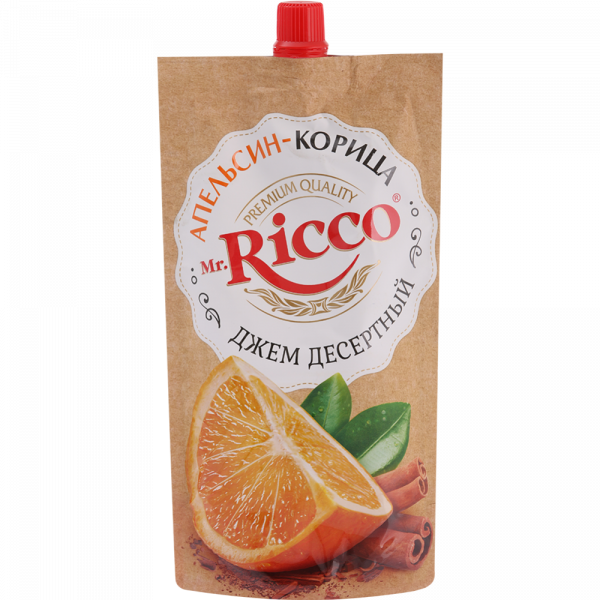 АПЕЛЬСИН-КОРИЦА
PREMIUM QUALITY
Mr. Ricco®
ДЖЕМ ДЕСЕРТНЫЙ